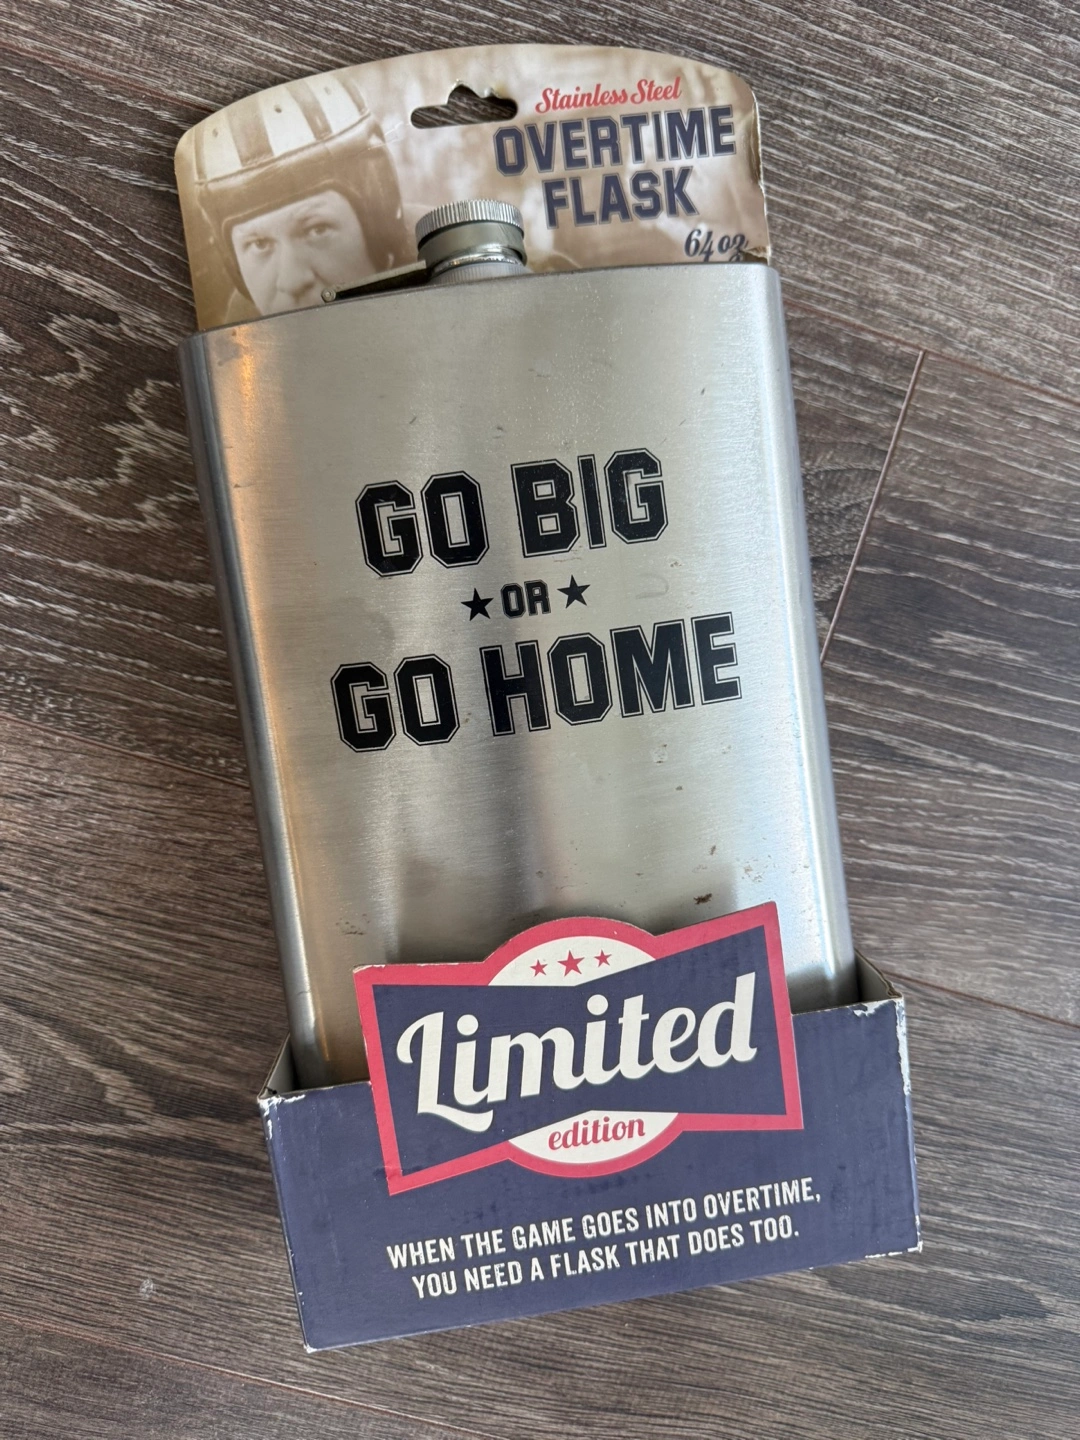 Stainless Steel
OVERTIME
FLASK
64 oz
GO BIG
★ OR ★
GO HOME
Limited
edition
WHEN THE GAME GOES INTO OVERTIME,
YOU NEED A FLASK THAT DOES TOO.